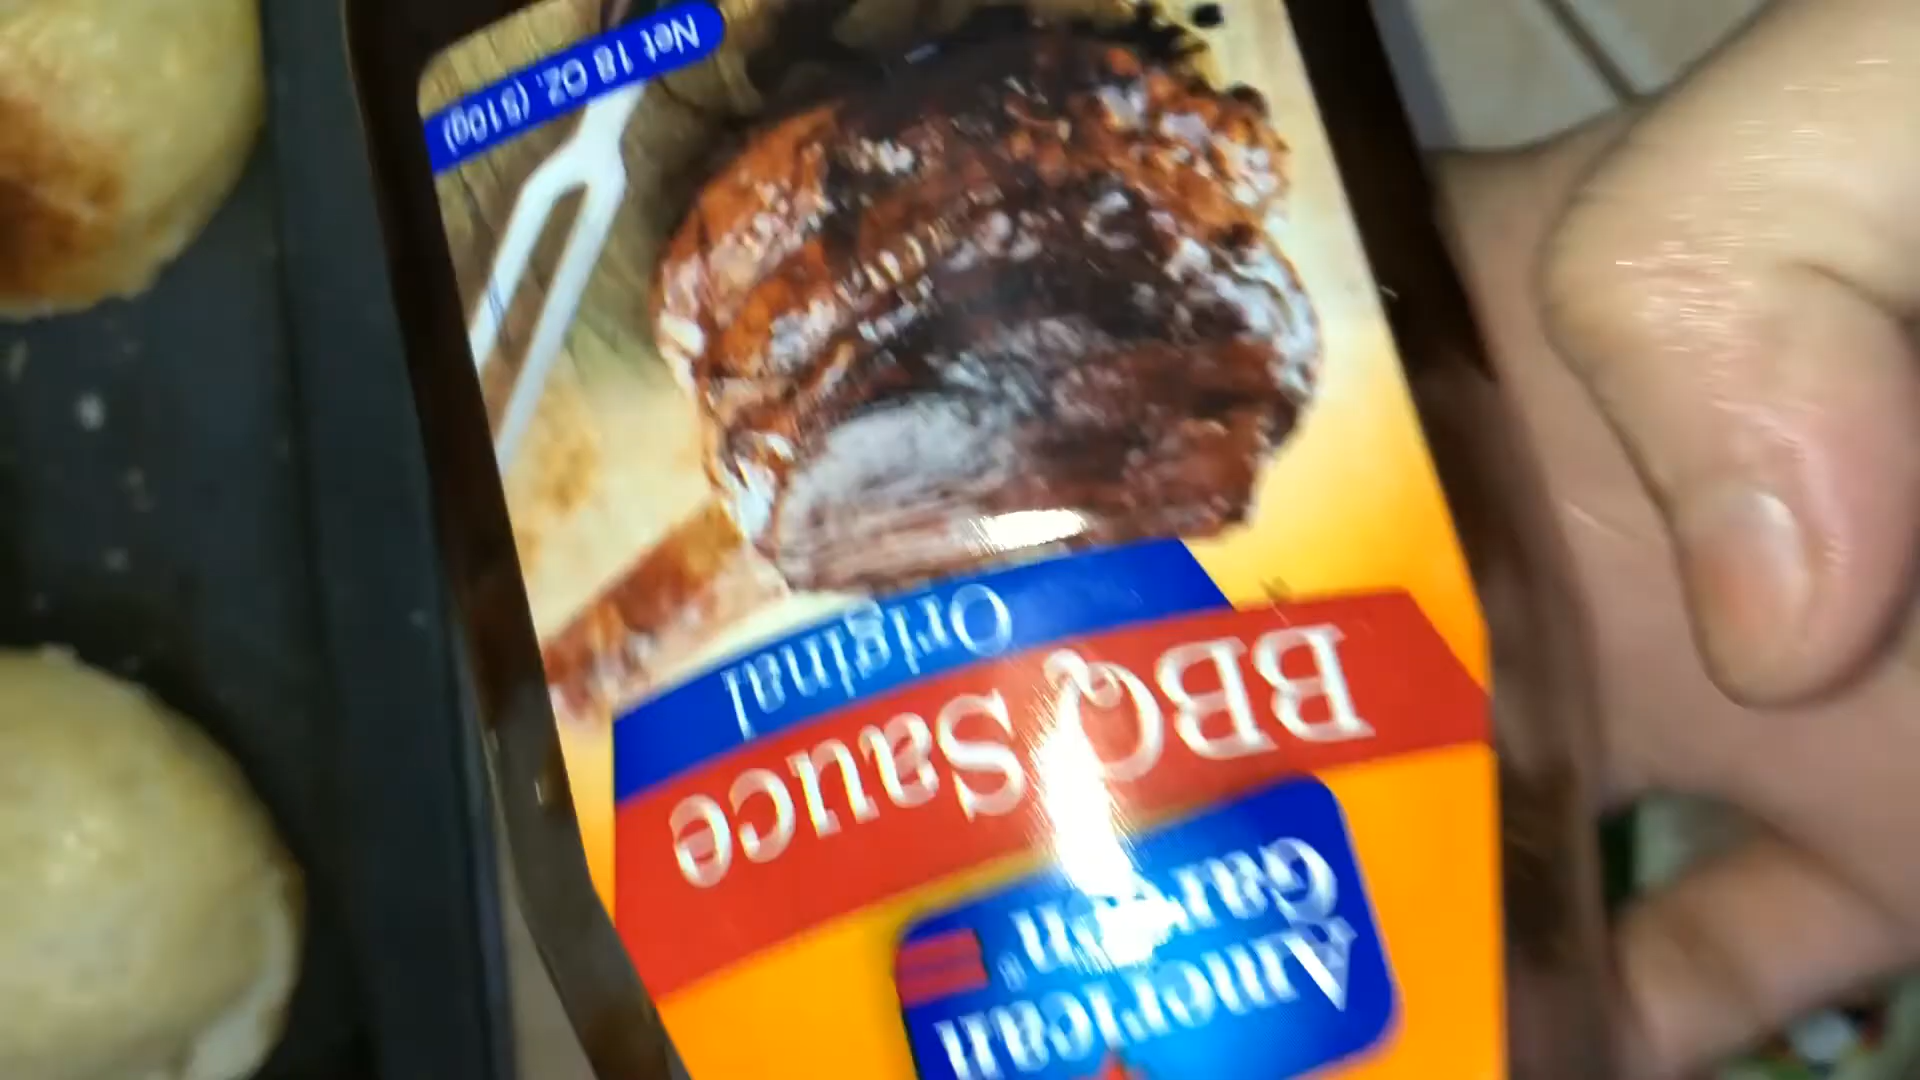 American
Garden®
BBQ Sauce
Original
Net 18 OZ. (510g)